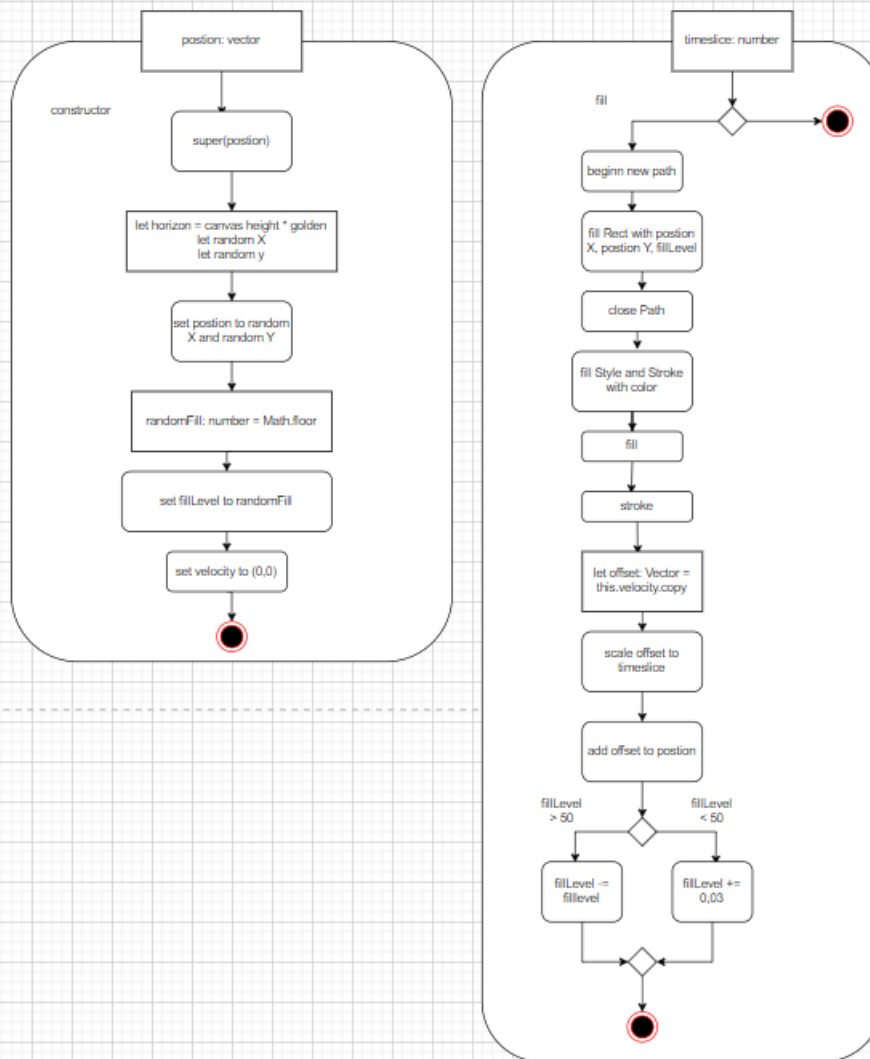 postion: vector
constructor
super(postion)
let horizon = canvas height * golden
let random X
let random y
set postion to random
X and random Y
randomFill: number = Math.floor
set fillLevel to randomFill
set velocity to (0,0)
timeslice: number
fill
beginn new path
fill Rect with postion
X, postion Y, fillLevel
close Path
fill Style and Stroke
with color
fill
stroke
let offset: Vector =
this.velocity.copy
scale offset to
timeslice
add offset to postion
fillLevel
> 50
fillLevel
< 50
fillLevel -=
filllevel
fillLevel +=
0,03